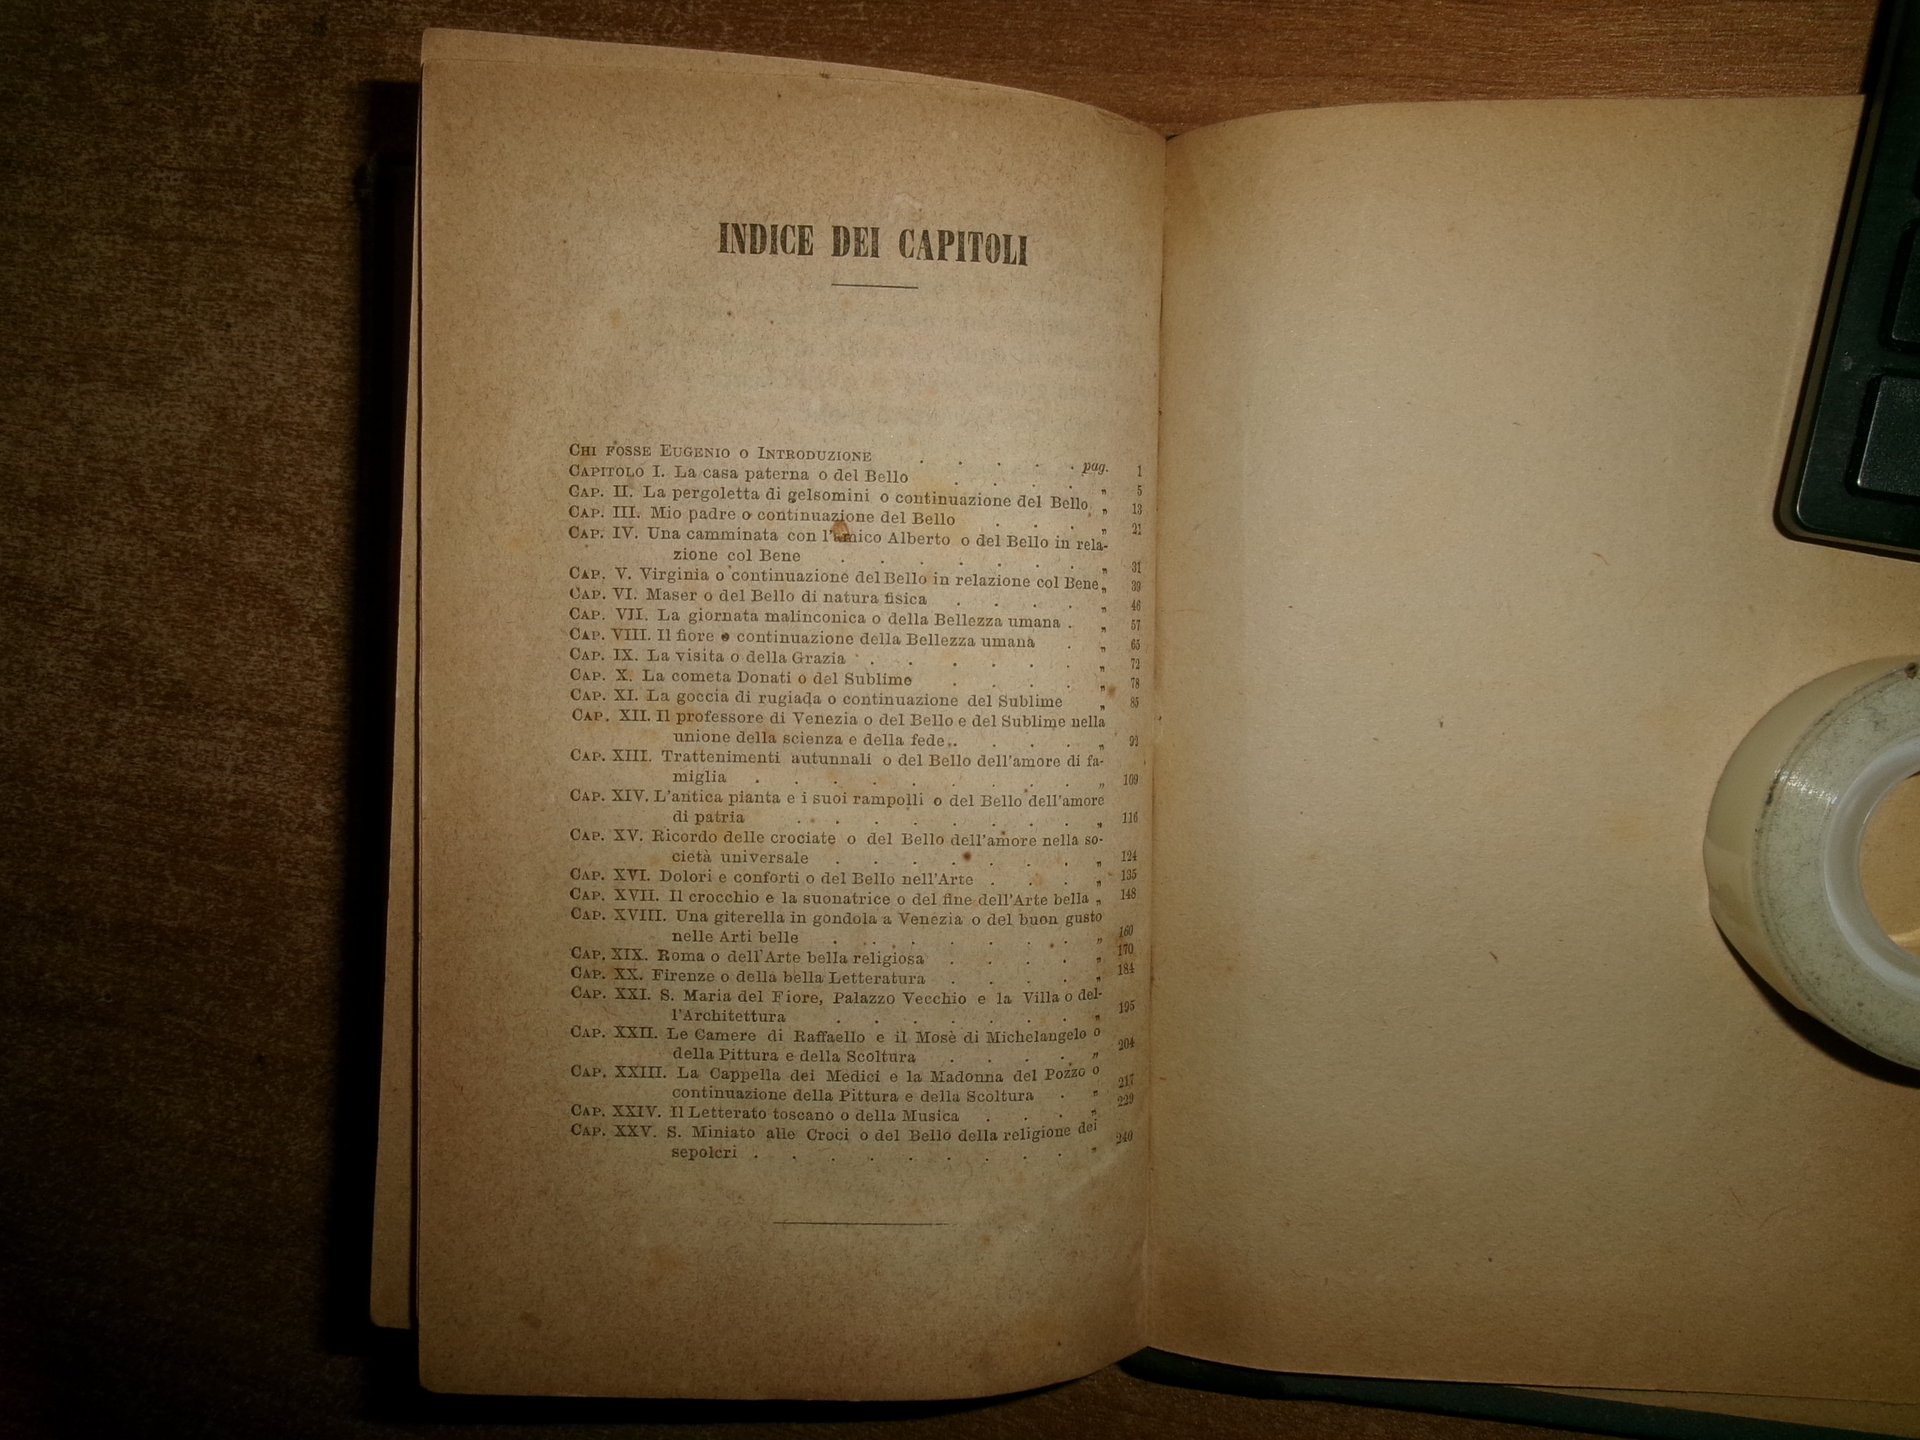 INDICE DEI CAPITOLI
CHI FOSSE EUGENIO O INTRODUZIONE . . . . . pag. 1
CAPITOLO I. La casa paterna o del Bello . . . . „ 5
CAP. II. La pergoletta di gelsomini o continuazione del Bello „ 13
CAP. III. Mio padre o continuazione del Bello . . . „ 21
CAP. IV. Una camminata con l'amico Alberto o del Bello in rela-
zione col Bene . . . . . . . „ 31
CAP. V. Virginia o continuazione del Bello in relazione col Bene „ 39
CAP. VI. Maser o del Bello di natura fisica . . . . „ 46
CAP. VII. La giornata malinconica o della Bellezza umana . „ 57
CAP. VIII. Il fiore o continuazione della Bellezza umana . „ 65
CAP. IX. La visita o della Grazia . . . . . . „ 72
CAP. X. La cometa Donati o del Sublime . . . . „ 78
CAP. XI. La goccia di rugiada o continuazione del Sublime „ 85
CAP. XII. Il professore di Venezia o del Bello e del Sublime nella
unione della scienza e della fede . . . . . „ 92
CAP. XIII. Trattenimenti autunnali o del Bello dell'amore di fa-
miglia . . . . . . . . . „ 109
CAP. XIV. L'antica pianta e i suoi rampolli o del Bello dell'amore
di patria . . . . . . . . „ 116
CAP. XV. Ricordo delle crociate o del Bello dell'amore nella so-
cietà universale . . . . . . . „ 124
CAP. XVI. Dolori e conforti o del Bello nell'Arte . . . „ 135
CAP. XVII. Il crocchio e la suonatrice o del fine dell'Arte bella „ 148
CAP. XVIII. Una giterella in gondola a Venezia o del buon gusto
nelle Arti belle . . . . . . . „ 160
CAP. XIX. Roma o dell'Arte bella religiosa . . . . „ 170
CAP. XX. Firenze o della bella Letteratura . . . . „ 184
CAP. XXI. S. Maria del Fiore, Palazzo Vecchio e la Villa o del-
l'Architettura . . . . . . . „ 195
CAP. XXII. Le Camere di Raffaello e il Mosè di Michelangelo o
della Pittura e della Scoltura . . . . „ 204
CAP. XXIII. La Cappella dei Medici e la Madonna del Pozzo o
continuazione della Pittura e della Scoltura . „ 217
CAP. XXIV. Il Letterato toscano o della Musica . . . „ 229
CAP. XXV. S. Miniato alle Croci o del Bello della religione dei
sepolcri . . . . . . . . . „ 240